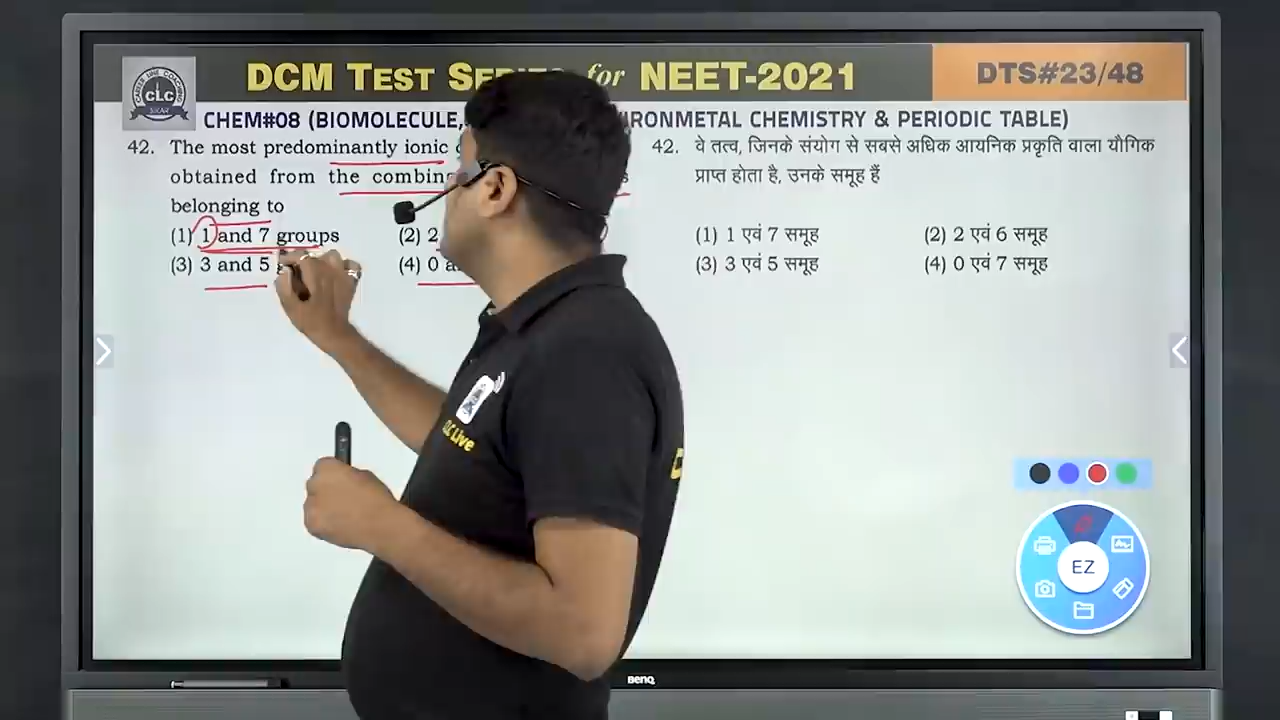 DCM TEST SERIES for NEET-2021
DTS#23/48
CLC
SIKAR
CHEM#08 (BIOMOLECULE, IRONMETAL CHEMISTRY & PERIODIC TABLE)
42. The most predominantly ionic
obtained from the
belonging to
(1) 1 and 7 groups (2) 2
(3) 3 and 5 (4) 0
42. वे तत्व, जिनके संयोग से सबसे अधिक आयनिक प्रकृति वाला यौगिक
प्राप्त होता है, उनके समूह हैं
(1) 1 एवं 7 समूह (2) 2 एवं 6 समूह
(3) 3 एवं 5 समूह (4) 0 एवं 7 समूह
CLC Live
EZ
BenQ